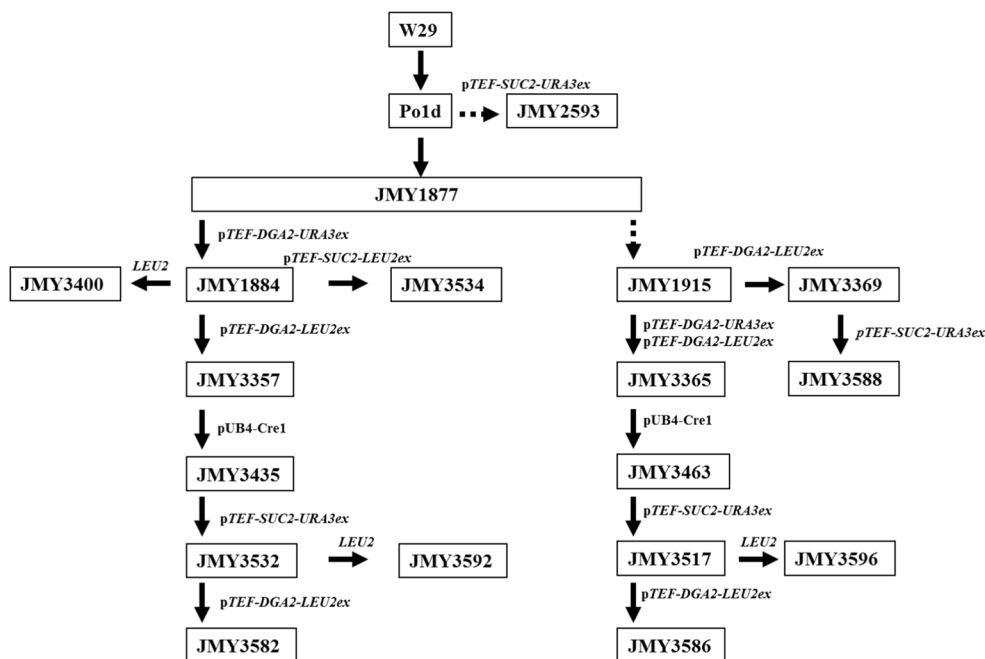 W29
pTEF-SUC2-URA3ex
Po1d
JMY2593
JMY1877
pTEF-DGA2-URA3ex
pTEF-DGA2-LEU2ex
LEU2
pTEF-SUC2-LEU2ex
JMY3400
JMY1884
JMY3534
JMY1915
JMY3369
pTEF-DGA2-LEU2ex
pTEF-DGA2-URA3ex
pTEF-DGA2-LEU2ex
pTEF-SUC2-URA3ex
JMY3357
JMY3365
JMY3588
pUB4-Cre1
pUB4-Cre1
JMY3435
JMY3463
pTEF-SUC2-URA3ex
pTEF-SUC2-URA3ex
LEU2
LEU2
JMY3532
JMY3592
JMY3517
JMY3596
pTEF-DGA2-LEU2ex
pTEF-DGA2-LEU2ex
JMY3582
JMY3586